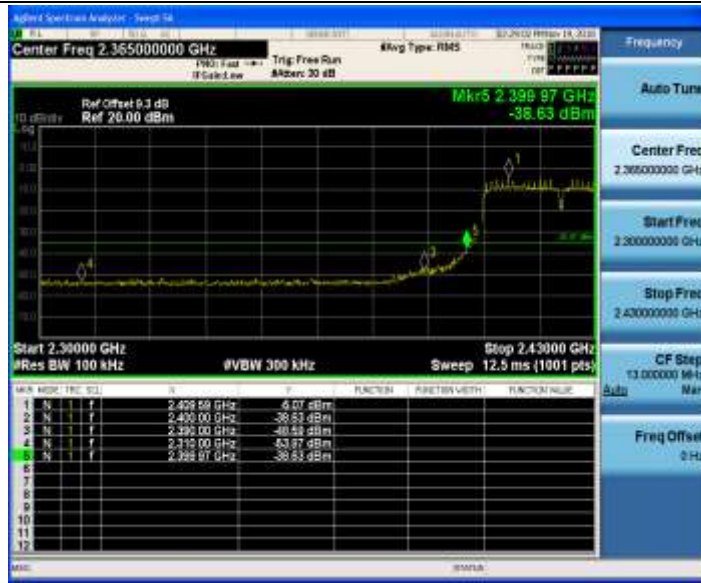 Agilent Spectrum Analyzer - Swept SA
Center Freq 2.365000000 GHz
PNO: Fast
IFGain:Low
Trig: Free Run
#Atten: 30 dB
#Avg Type: RMS
Frequency
Auto Tune
Ref Offset 9.3 dB
10 dB/div Ref 20.00 dBm
Log
Mkr5 2.399 97 GHz
-38.63 dBm
1
5
3
4
Center Freq
2.365000000 GHz
Start Freq
2.300000000 GHz
Stop Freq
2.430000000 GHz
CF Step
13.000000 MHz
Auto Man
Freq Offset
0 Hz
Start 2.30000 GHz
Stop 2.43000 GHz
#Res BW 100 kHz
#VBW 300 kHz
Sweep 12.5 ms (1001 pts)
MKR MODE TRC SCL X Y FUNCTION FUNCTION WIDTH FUNCTION VALUE
1 N 1 f 2.409 59 GHz -6.07 dBm
2 N 1 f 2.400 00 GHz -38.63 dBm
3 N 1 f 2.390 00 GHz
4 N 1 f 2.310 00 GHz
5 N 1 f 2.399 97 GHz -38.63 dBm
6
7
8
9
10
11
12
MSG
STATUS